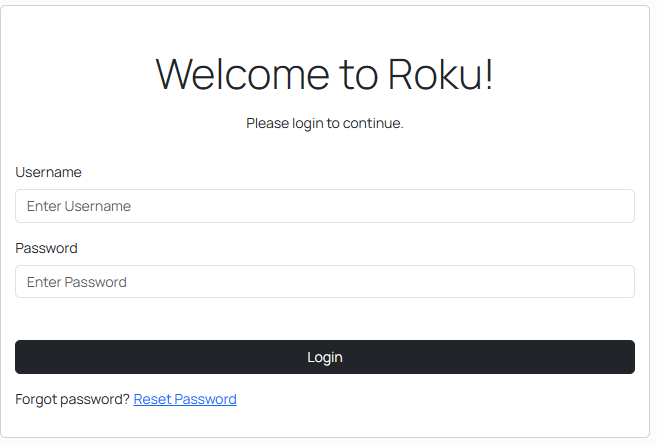 Welcome to Roku!
Please login to continue.
Username
Enter Username
Password
Enter Password
Login
Forgot password? Reset Password